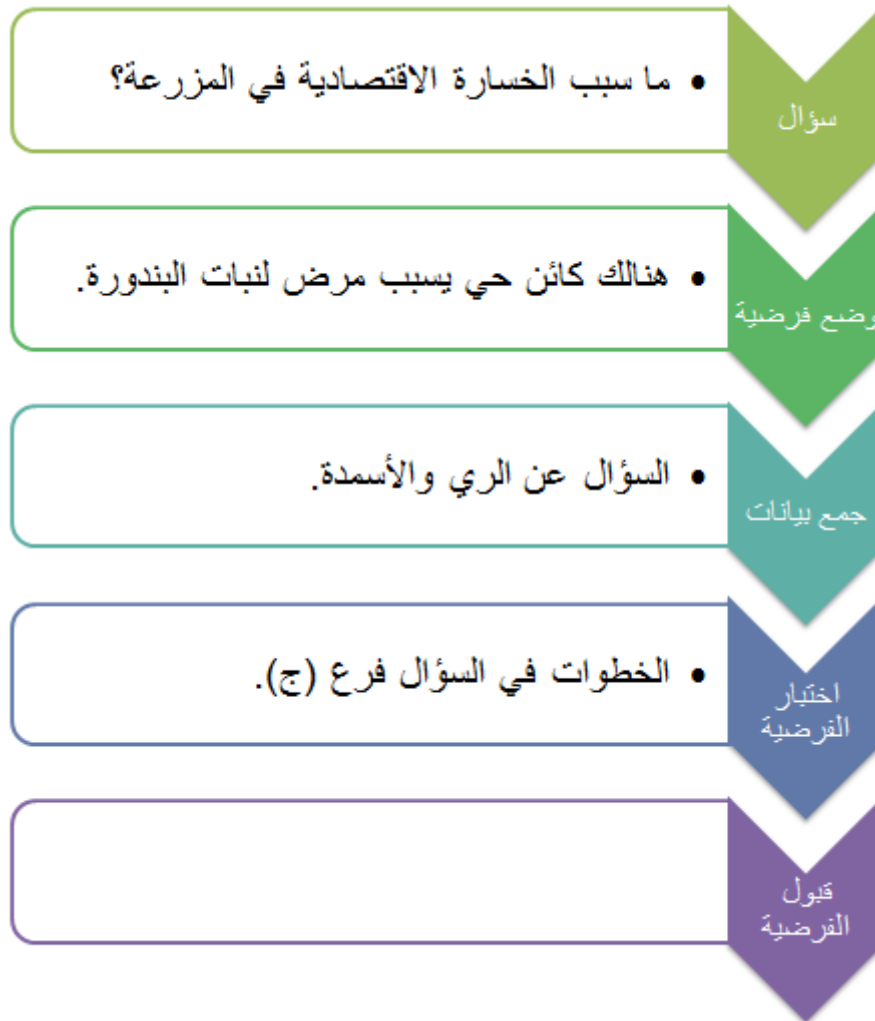 سؤال
• ما سبب الخسارة الاقتصادية في المزرعة؟
وضع فرضية
• هنالك كائن حي يسبب مرض لنبات البندورة.
جمع بيانات
• السؤال عن الري والأسمدة.
اختبار
الفرضية
• الخطوات في السؤال فرع (ج).
قبول
الفرضية